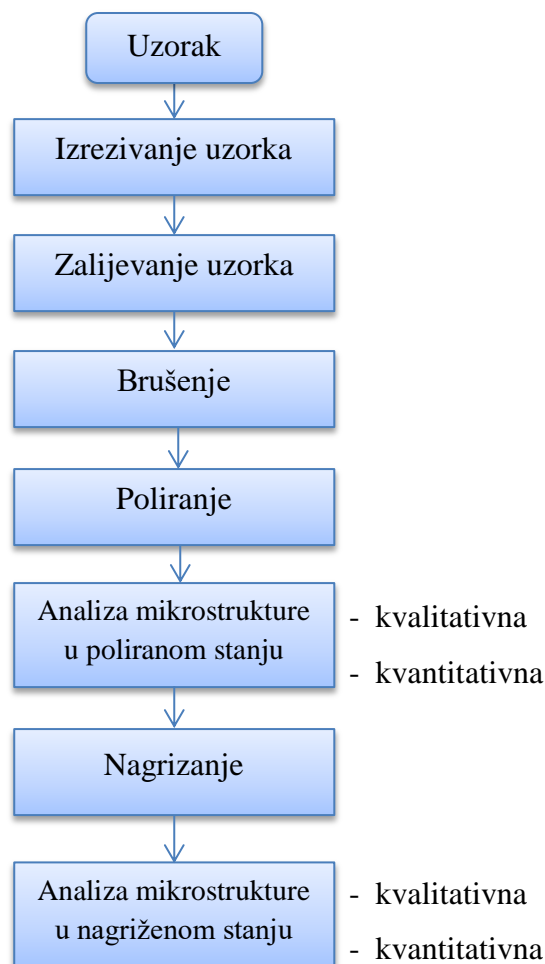 Uzorak
Izrezivanje uzorka
Zalijevanje uzorka
Brušenje
Poliranje
Analiza mikrostrukture
u poliranom stanju
- kvalitativna
- kvantitativna
Nagrizanje
Analiza mikrostrukture
u nagriženom stanju
- kvalitativna
- kvantitativna